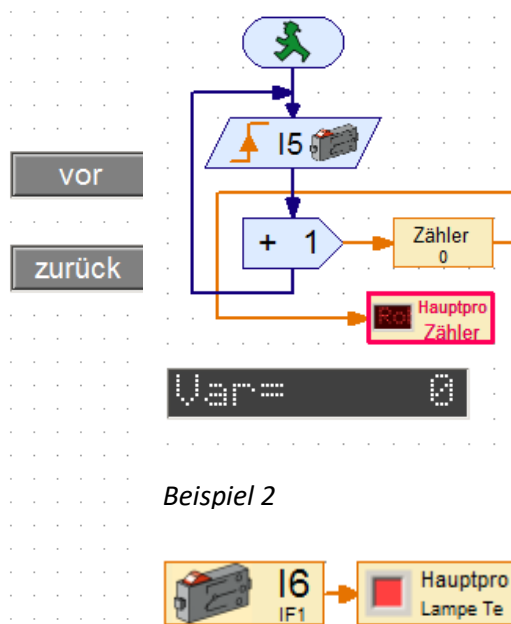 vor
zurück
I5
+ 1
Zähler
0
Hauptpro
Zähler
Var= 0
Beispiel 2
I6
IF1
Hauptpro
Lampe Te